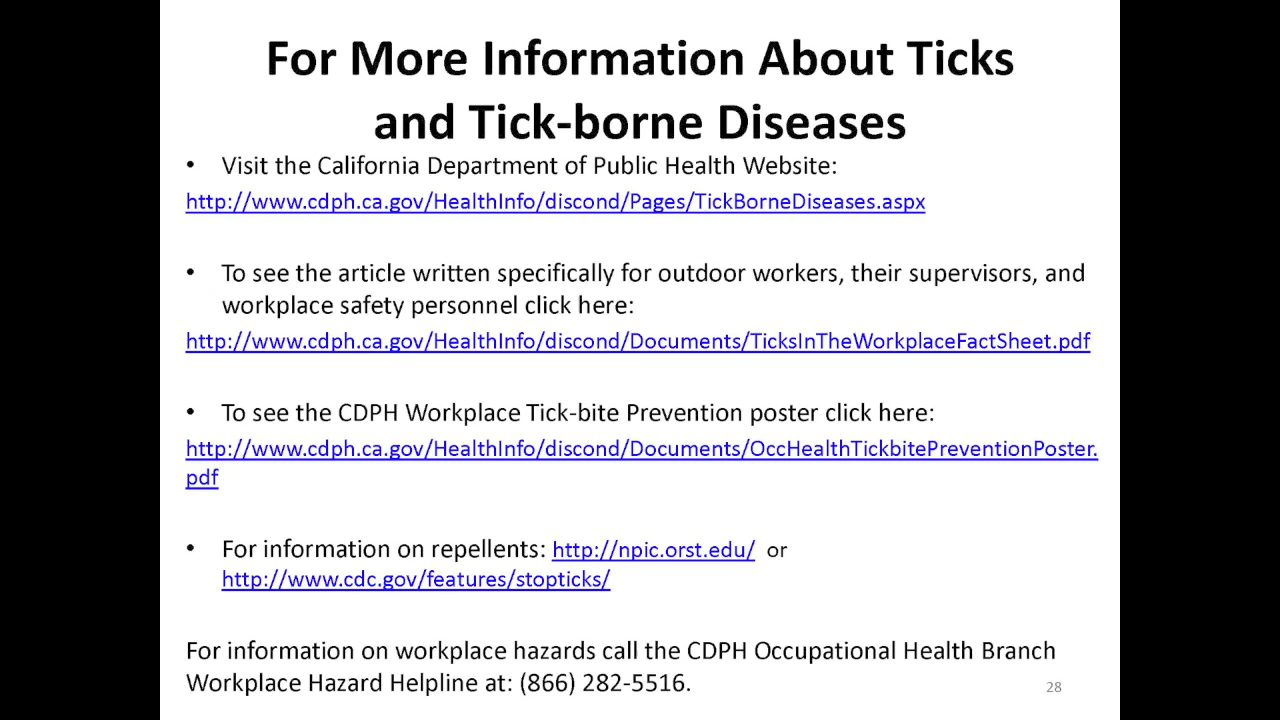 For More Information About Ticks
and Tick-borne Diseases
• Visit the California Department of Public Health Website:
http://www.cdph.ca.gov/HealthInfo/discond/Pages/TickBorneDiseases.aspx
• To see the article written specifically for outdoor workers, their supervisors, and
workplace safety personnel click here:
http://www.cdph.ca.gov/HealthInfo/discond/Documents/TicksInTheWorkplaceFactSheet.pdf
• To see the CDPH Workplace Tick-bite Prevention poster click here:
http://www.cdph.ca.gov/HealthInfo/discond/Documents/OccHealthTickbitePreventionPoster.
pdf
• For information on repellents: http://npic.orst.edu/ or
http://www.cdc.gov/features/stopticks/
For information on workplace hazards call the CDPH Occupational Health Branch
Workplace Hazard Helpline at: (866) 282-5516.
28